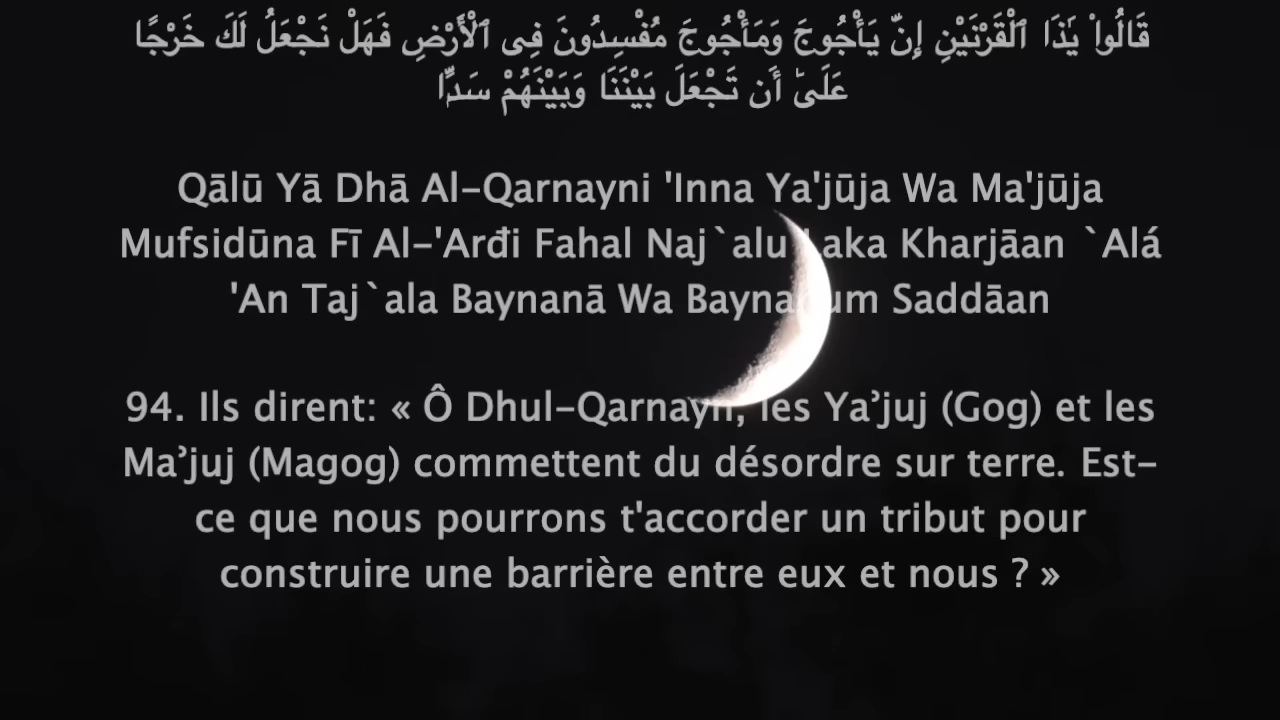 قَالُوا۟ يَٰذَا ٱلْقَرْنَيْنِ إِنَّ يَأْجُوجَ وَمَأْجُوجَ مُفْسِدُونَ فِى ٱلْأَرْضِ فَهَلْ نَجْعَلُ لَكَ خَرْجًا
عَلَىٰٓ أَن تَجْعَلَ بَيْنَنَا وَبَيْنَهُمْ سَدًّا
Qālū Yā Dhā Al-Qarnayni 'Inna Ya'jūja Wa Ma'jūja
Mufsidūna Fī Al-'Arđi Fahal Naj`alu Laka Kharjāan `Alá
'An Taj`ala Baynanā Wa Baynahum Saddāan
94. Ils dirent: « Ô Dhul-Qarnayn, les Ya’juj (Gog) et les
Ma’juj (Magog) commettent du désordre sur terre. Est-
ce que nous pourrons t'accorder un tribut pour
construire une barrière entre eux et nous ? »